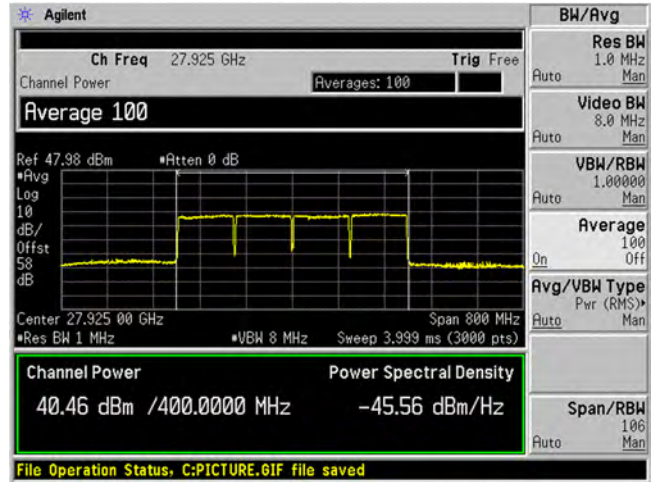 Agilent
BW/Avg
Ch Freq 27.925 GHz Trig Free
Channel Power Averages: 100
Average 100
Ref 47.98 dBm ■Atten 0 dB
■Avg
Log
10
dB/
Offst
58
dB
Center 27.925 00 GHz Span 800 MHz
■Res BW 1 MHz ■VBW 8 MHz Sweep 3.999 ms (3000 pts)
Channel Power Power Spectral Density
40.46 dBm /400.0000 MHz -45.56 dBm/Hz
File Operation Status, C:PICTURE.GIF file saved
Res BW
1.0 MHz
Auto Man
Video BW
8.0 MHz
Auto Man
VBW/RBW
1.00000
Auto Man
Average
100
On Off
Avg/VBW Type
Pwr (RMS)▸
Auto Man
Span/RBW
106
Auto Man